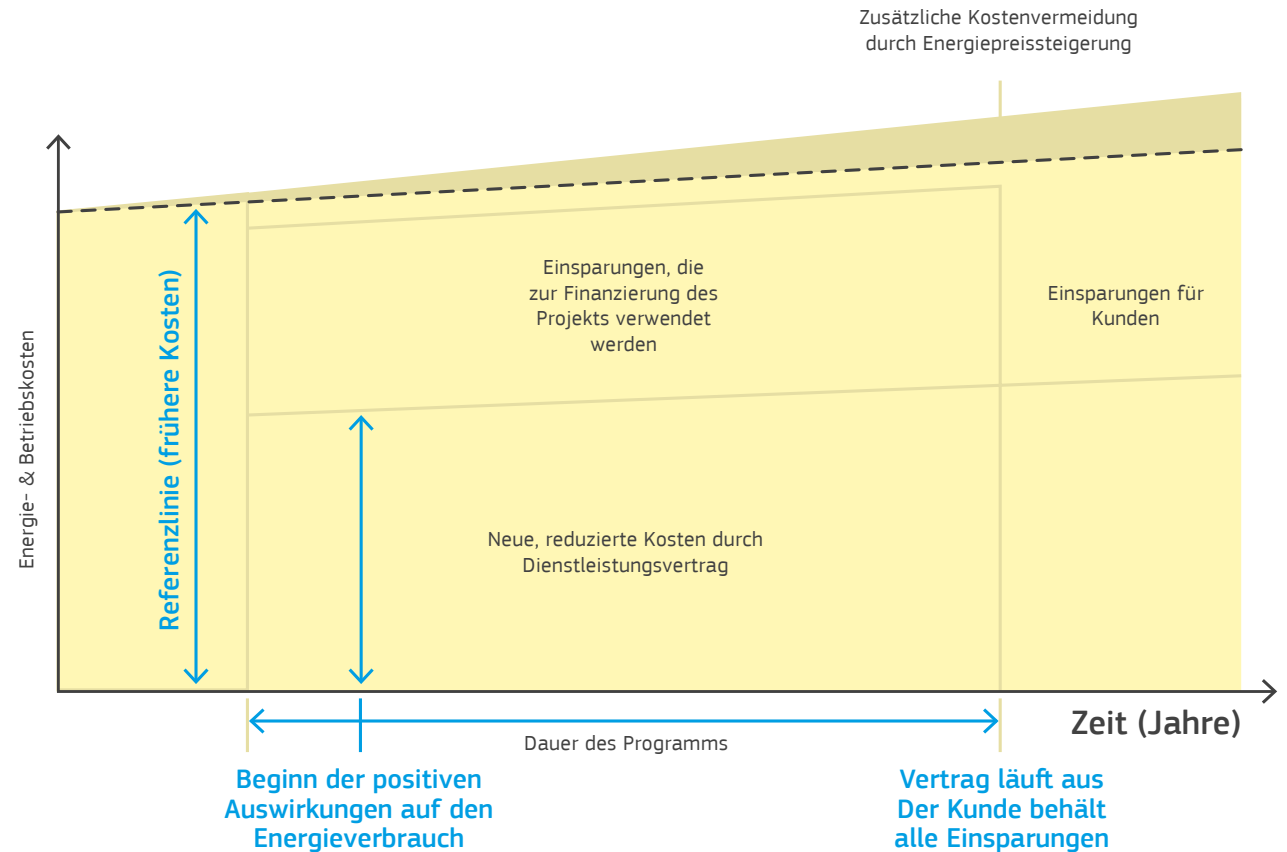 Zusätzliche Kostenvermeidung
durch Energiepreissteigerung
Energie- & Betriebskosten
Referenzlinie (frühere Kosten)
Einsparungen, die
zur Finanzierung des
Projekts verwendet
werden
Einsparungen für
Kunden
Neue, reduzierte Kosten durch
Dienstleistungsvertrag
Zeit (Jahre)
Dauer des Programms
Beginn der positiven
Auswirkungen auf den
Energieverbrauch
Vertrag läuft aus
Der Kunde behält
alle Einsparungen